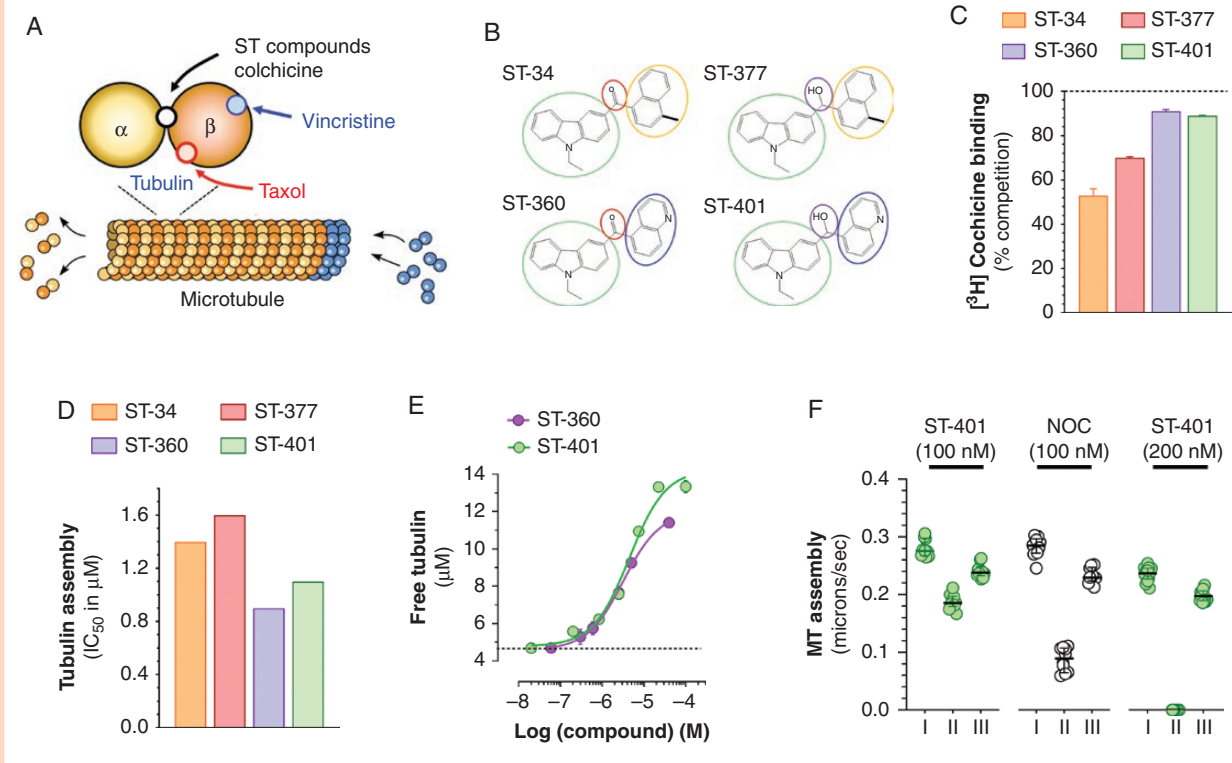 A
ST compounds
colchicine
α
β
Vincristine
Tubulin
Taxol
Microtubule
B
ST-34
O
N
ST-377
HO
N
ST-360
O
N
N
ST-401
HO
N
N
C
ST-34
ST-377
ST-360
ST-401
[³H] Cochicine binding
(% competition)
100
80
60
40
20
0
D
ST-34
ST-377
ST-360
ST-401
Tubulin assembly
(IC₅₀ in μM)
1.6
1.2
0.8
0.4
0.0
E
ST-360
ST-401
Free tubulin
(μM)
14
12
10
8
6
4
–8 –7 –6 –5 –4
Log (compound) (M)
F
ST-401
(100 nM)
NOC
(100 nM)
ST-401
(200 nM)
MT assembly
(microns/sec)
0.4
0.3
0.2
0.1
0.0
I II III I II III I II III